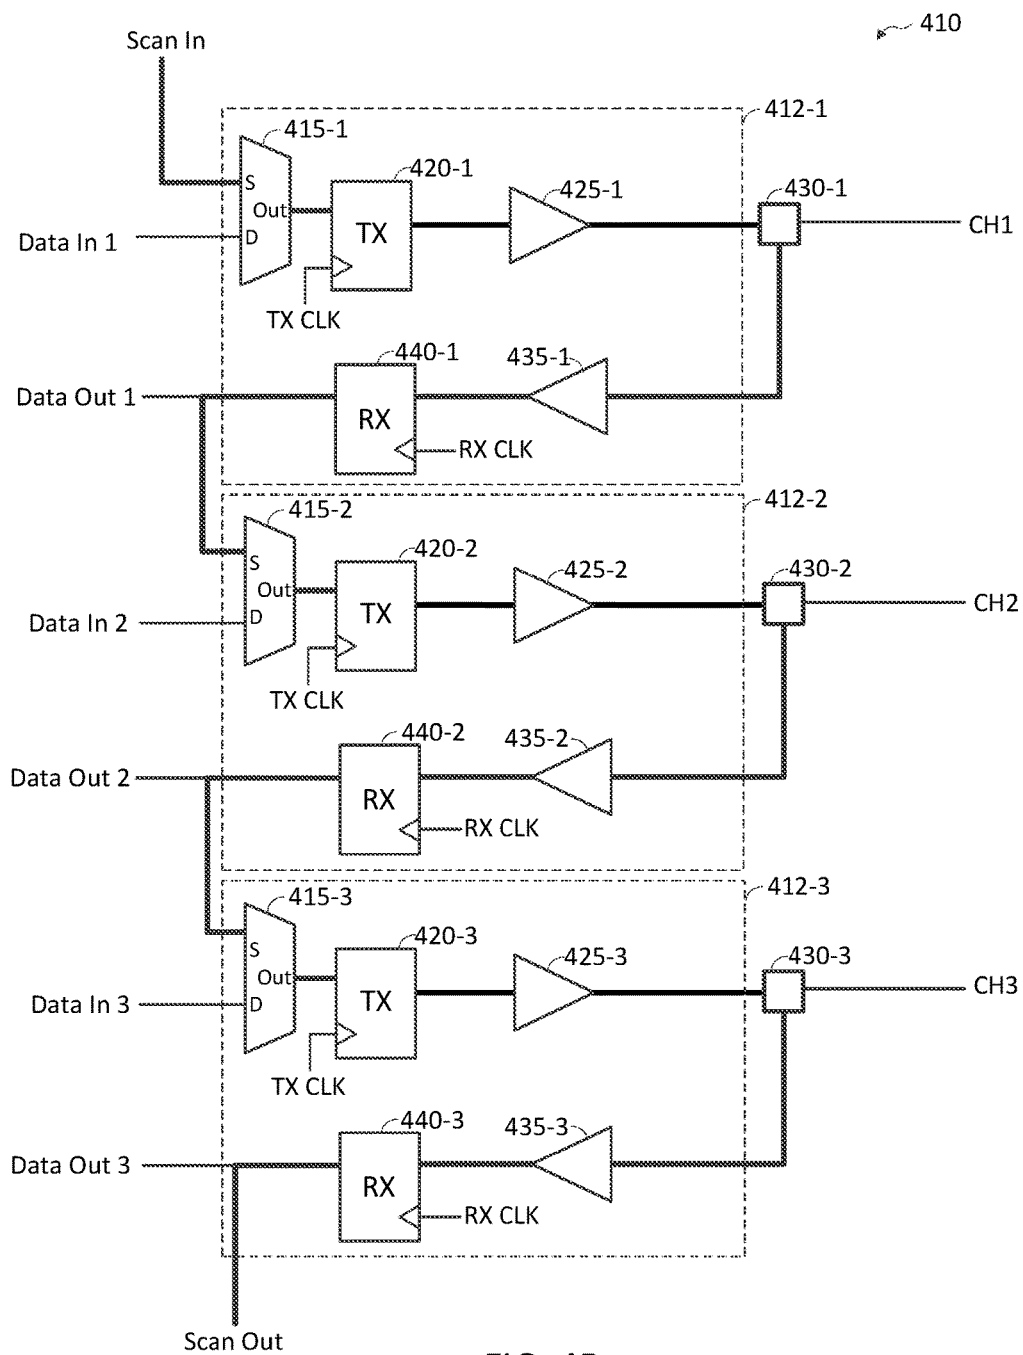 410
Scan In
412-1
415-1
420-1
425-1
430-1
S
Out
D
TX
Data In 1
CH1
TX CLK
440-1
435-1
Data Out 1
RX
RX CLK
412-2
415-2
420-2
425-2
430-2
S
Out
D
TX
Data In 2
CH2
TX CLK
440-2
435-2
Data Out 2
RX
RX CLK
412-3
415-3
420-3
425-3
430-3
S
Out
D
TX
Data In 3
CH3
TX CLK
440-3
435-3
Data Out 3
RX
RX CLK
Scan Out